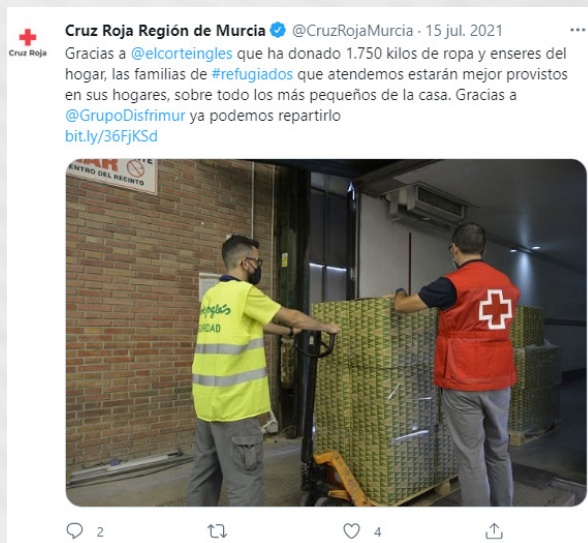 Cruz Roja Región de Murcia @CruzRojaMurcia · 15 jul. 2021
Cruz Roja
Gracias a @elcorteingles que ha donado 1.750 kilos de ropa y enseres del
hogar, las familias de #refugiados que atendemos estarán mejor provistos
en sus hogares, sobre todo los más pequeños de la casa. Gracias a
@GrupoDisfrimur ya podemos repartirlo
bit.ly/36FjKSd
ENTRO DEL RECINTO
2
4